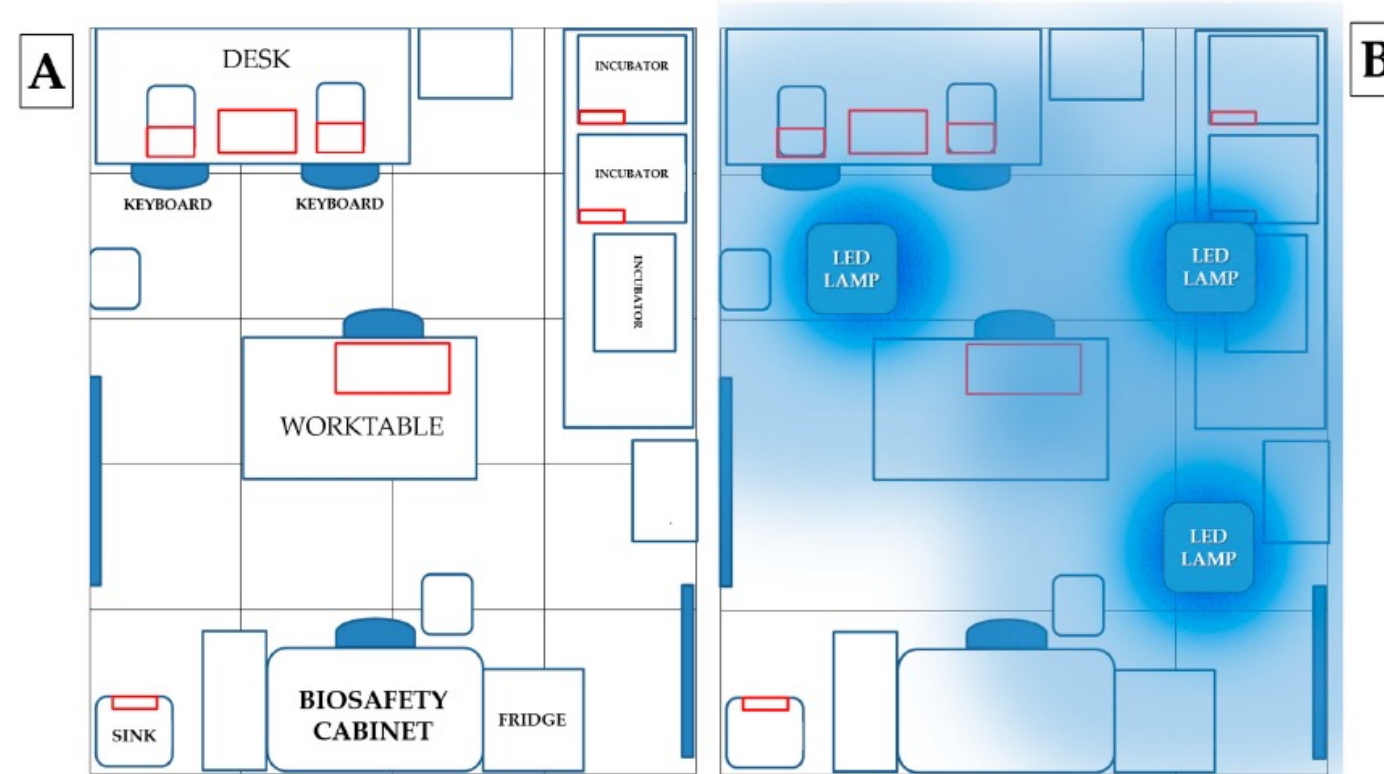 A
DESK
INCUBATOR
INCUBATOR
KEYBOARD
KEYBOARD
INCUBATOR
WORKTABLE
BIOSAFETY
CABINET
FRIDGE
SINK
B
LED
LAMP
LED
LAMP
LED
LAMP